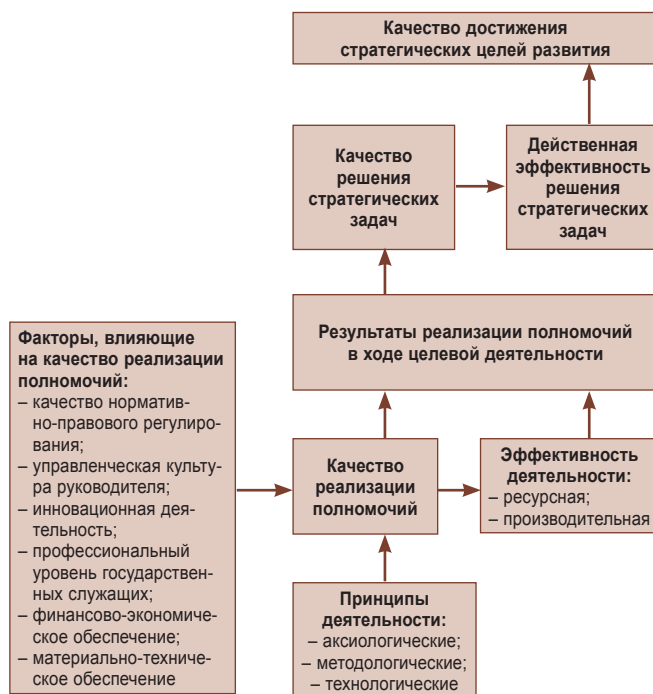 Качество достижения
стратегических целей развития
Качество
решения
стратегических
задач
Действенная
эффективность
решения
стратегических
задач
Результаты реализации полномочий
в ходе целевой деятельности
Факторы, влияющие
на качество реализации
полномочий:
– качество норматив-
но-правового регулиро-
вания;
– управленческая культу-
ра руководителя;
– инновационная дея-
тельность;
– профессиональный
уровень государствен-
ных служащих;
– финансово-экономиче-
ское обеспечение;
– материально-техниче-
ское обеспечение
Качество
реализации
полномочий
Эффективность
деятельности:
– ресурсная;
– производительная
Принципы
деятельности:
– аксиологические;
– методологические;
– технологические